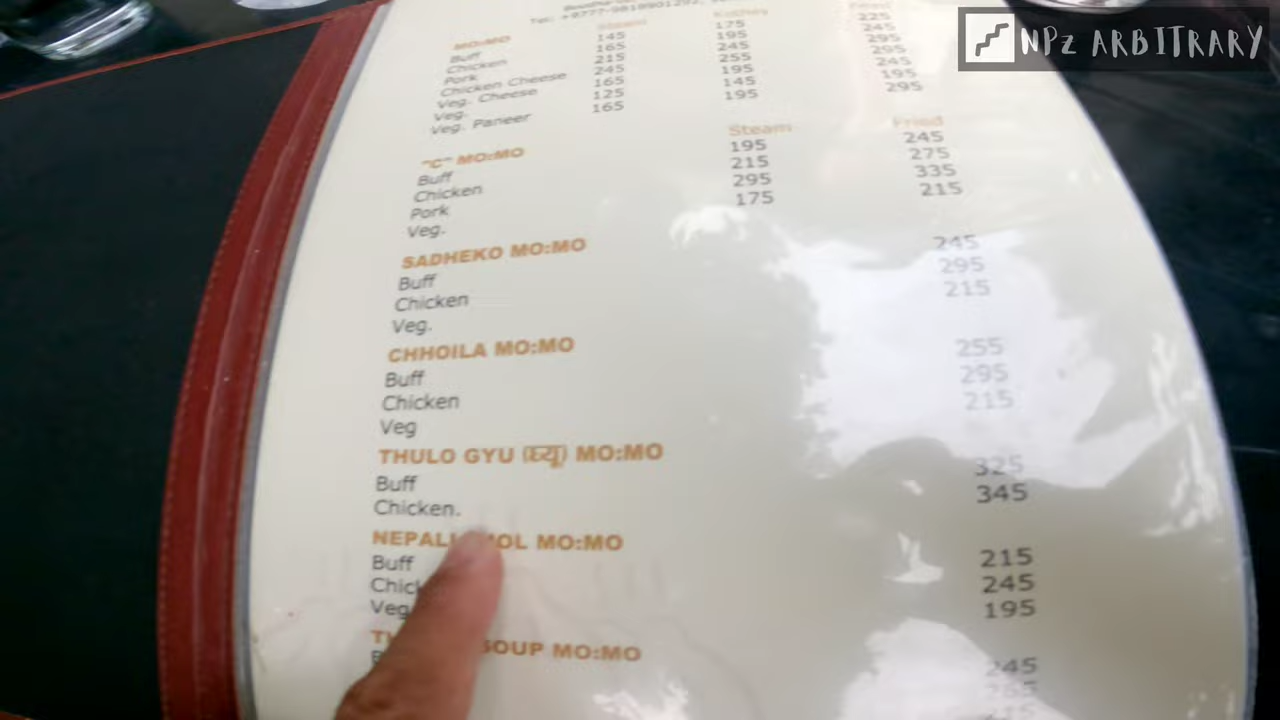 NPz ARBITRARY
Steam Kothey Fried
MO:MO
Buff 145 175 225
Chicken 165 195 245
Pork 215 245 295
Chicken Cheese 245 255 295
Veg. Cheese 165 195 245
Veg. 125 145 195
Veg. Paneer 165 195 295
Steam Fried
"C" MO:MO
Buff 195 245
Chicken 215 275
Pork 295 335
Veg. 175 215
SADHEKO MO:MO
Buff 245
Chicken 295
Veg. 215
CHHOILA MO:MO
Buff 255
Chicken 295
Veg 215
THULO GYU (घ्यू) MO:MO
Buff 325
Chicken. 345
NEPALI MO:MO
Buff 215
245
Veg 195
SOUP MO:MO
245